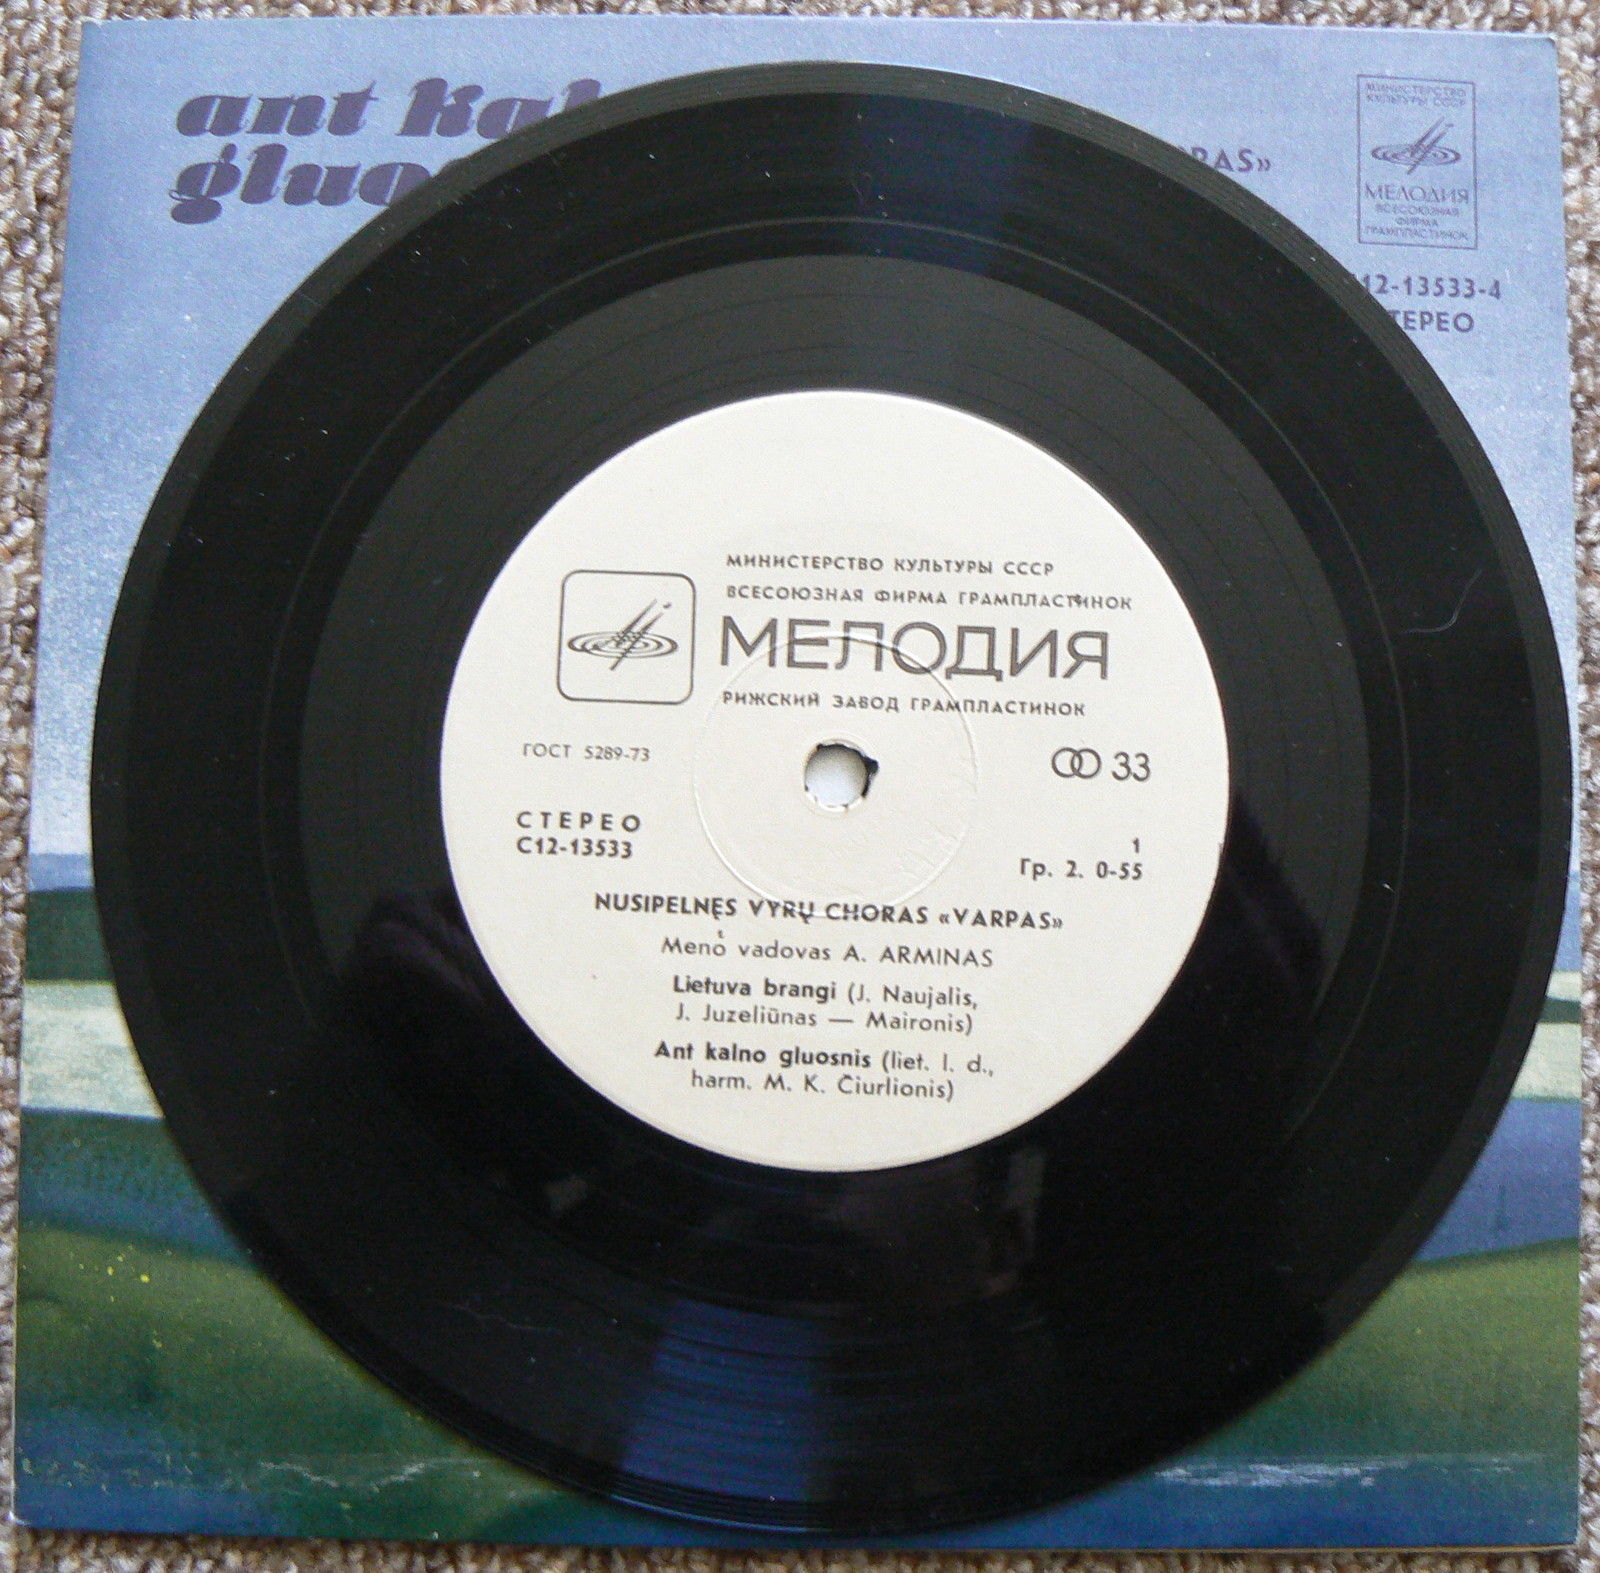 ant kal
gluo
RAS»
МИНИСТЕРСТВО
КУЛЬТУРЫ СССР
МЕЛОДИЯ
ВСЕСОЮЗНАЯ
ФИРМА
ГРАМПЛАСТИНОК
12-13533-4
ТЕРЕО
МИНИСТЕРСТВО КУЛЬТУРЫ СССР
ВСЕСОЮЗНАЯ ФИРМА ГРАМПЛАСТИНОК
МЕЛОДИЯ
РИЖСКИЙ ЗАВОД ГРАМПЛАСТИНОК
ГОСТ 5289-73
33
СТЕРЕО
С12-13533
1
Гр. 2. 0-55
NUSIPELNĘS VYRŲ CHORAS «VARPAS»
Meno vadovas A. ARMINAS
Lietuva brangi (J. Naujalis,
J. Juzeliūnas — Maironis)
Ant kalno gluosnis (liet. l. d.,
harm. M. K. Čiurlionis)